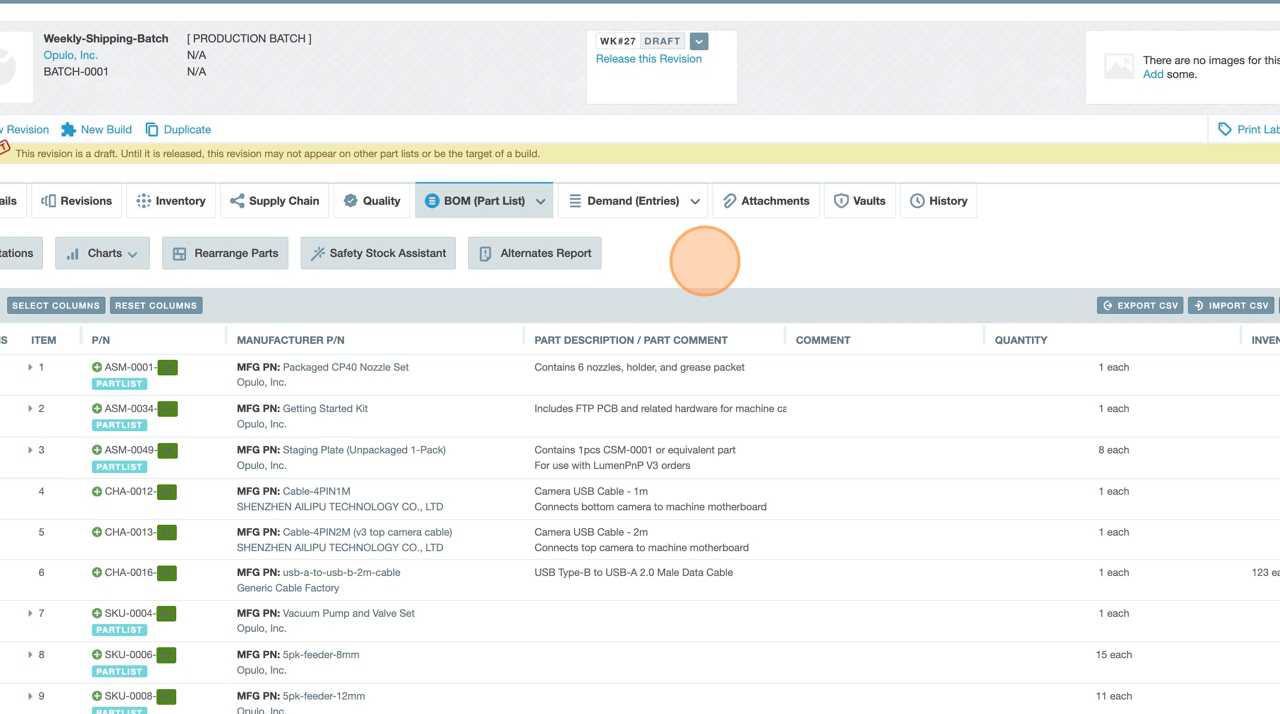 Weekly-Shipping-Batch [ PRODUCTION BATCH ]
Opulo, Inc. N/A
BATCH-0001 N/A
WK#27 DRAFT
Release this Revision
There are no images for this
Add some.
Revision New Build Duplicate Print
This revision is a draft. Until it is released, this revision may not appear on other part lists or be the target of a build.
Revisions Inventory Supply Chain Quality BOM (Part List) Demand (Entries) Attachments Vaults History
Charts Rearrange Parts Safety Stock Assistant Alternates Report
SELECT COLUMNS RESET COLUMNS EXPORT CSV IMPORT CSV
ITEM P/N MANUFACTURER P/N PART DESCRIPTION / PART COMMENT COMMENT QUANTITY
1 ASM-0001- MFG PN: Packaged CP40 Nozzle Set Contains 6 nozzles, holder, and grease packet 1 each
PARTLIST Opulo, Inc.
2 ASM-0034- MFG PN: Getting Started Kit Includes FTP PCB and related hardware for machine ca 1 each
PARTLIST Opulo, Inc.
3 ASM-0049- MFG PN: Staging Plate (Unpackaged 1-Pack) Contains 1pcs CSM-0001 or equivalent part 8 each
PARTLIST Opulo, Inc. For use with LumenPnP V3 orders
4 CHA-0012- MFG PN: Cable-4PIN1M Camera USB Cable - 1m 1 each
SHENZHEN AILIPU TECHNOLOGY CO., LTD Connects bottom camera to machine motherboard
5 CHA-0013- MFG PN: Cable-4PIN2M (v3 top camera cable) Camera USB Cable - 2m 1 each
SHENZHEN AILIPU TECHNOLOGY CO., LTD Connects top camera to machine motherboard
6 CHA-0016- MFG PN: usb-a-to-usb-b-2m-cable USB Type-B to USB-A 2.0 Male Data Cable 1 each 123 ea
Generic Cable Factory
7 SKU-0004- MFG PN: Vacuum Pump and Valve Set 1 each
PARTLIST Opulo, Inc.
8 SKU-0006- MFG PN: 5pk-feeder-8mm 15 each
PARTLIST Opulo, Inc.
9 SKU-0008- MFG PN: 5pk-feeder-12mm 11 each
PARTLIST Opulo, Inc.